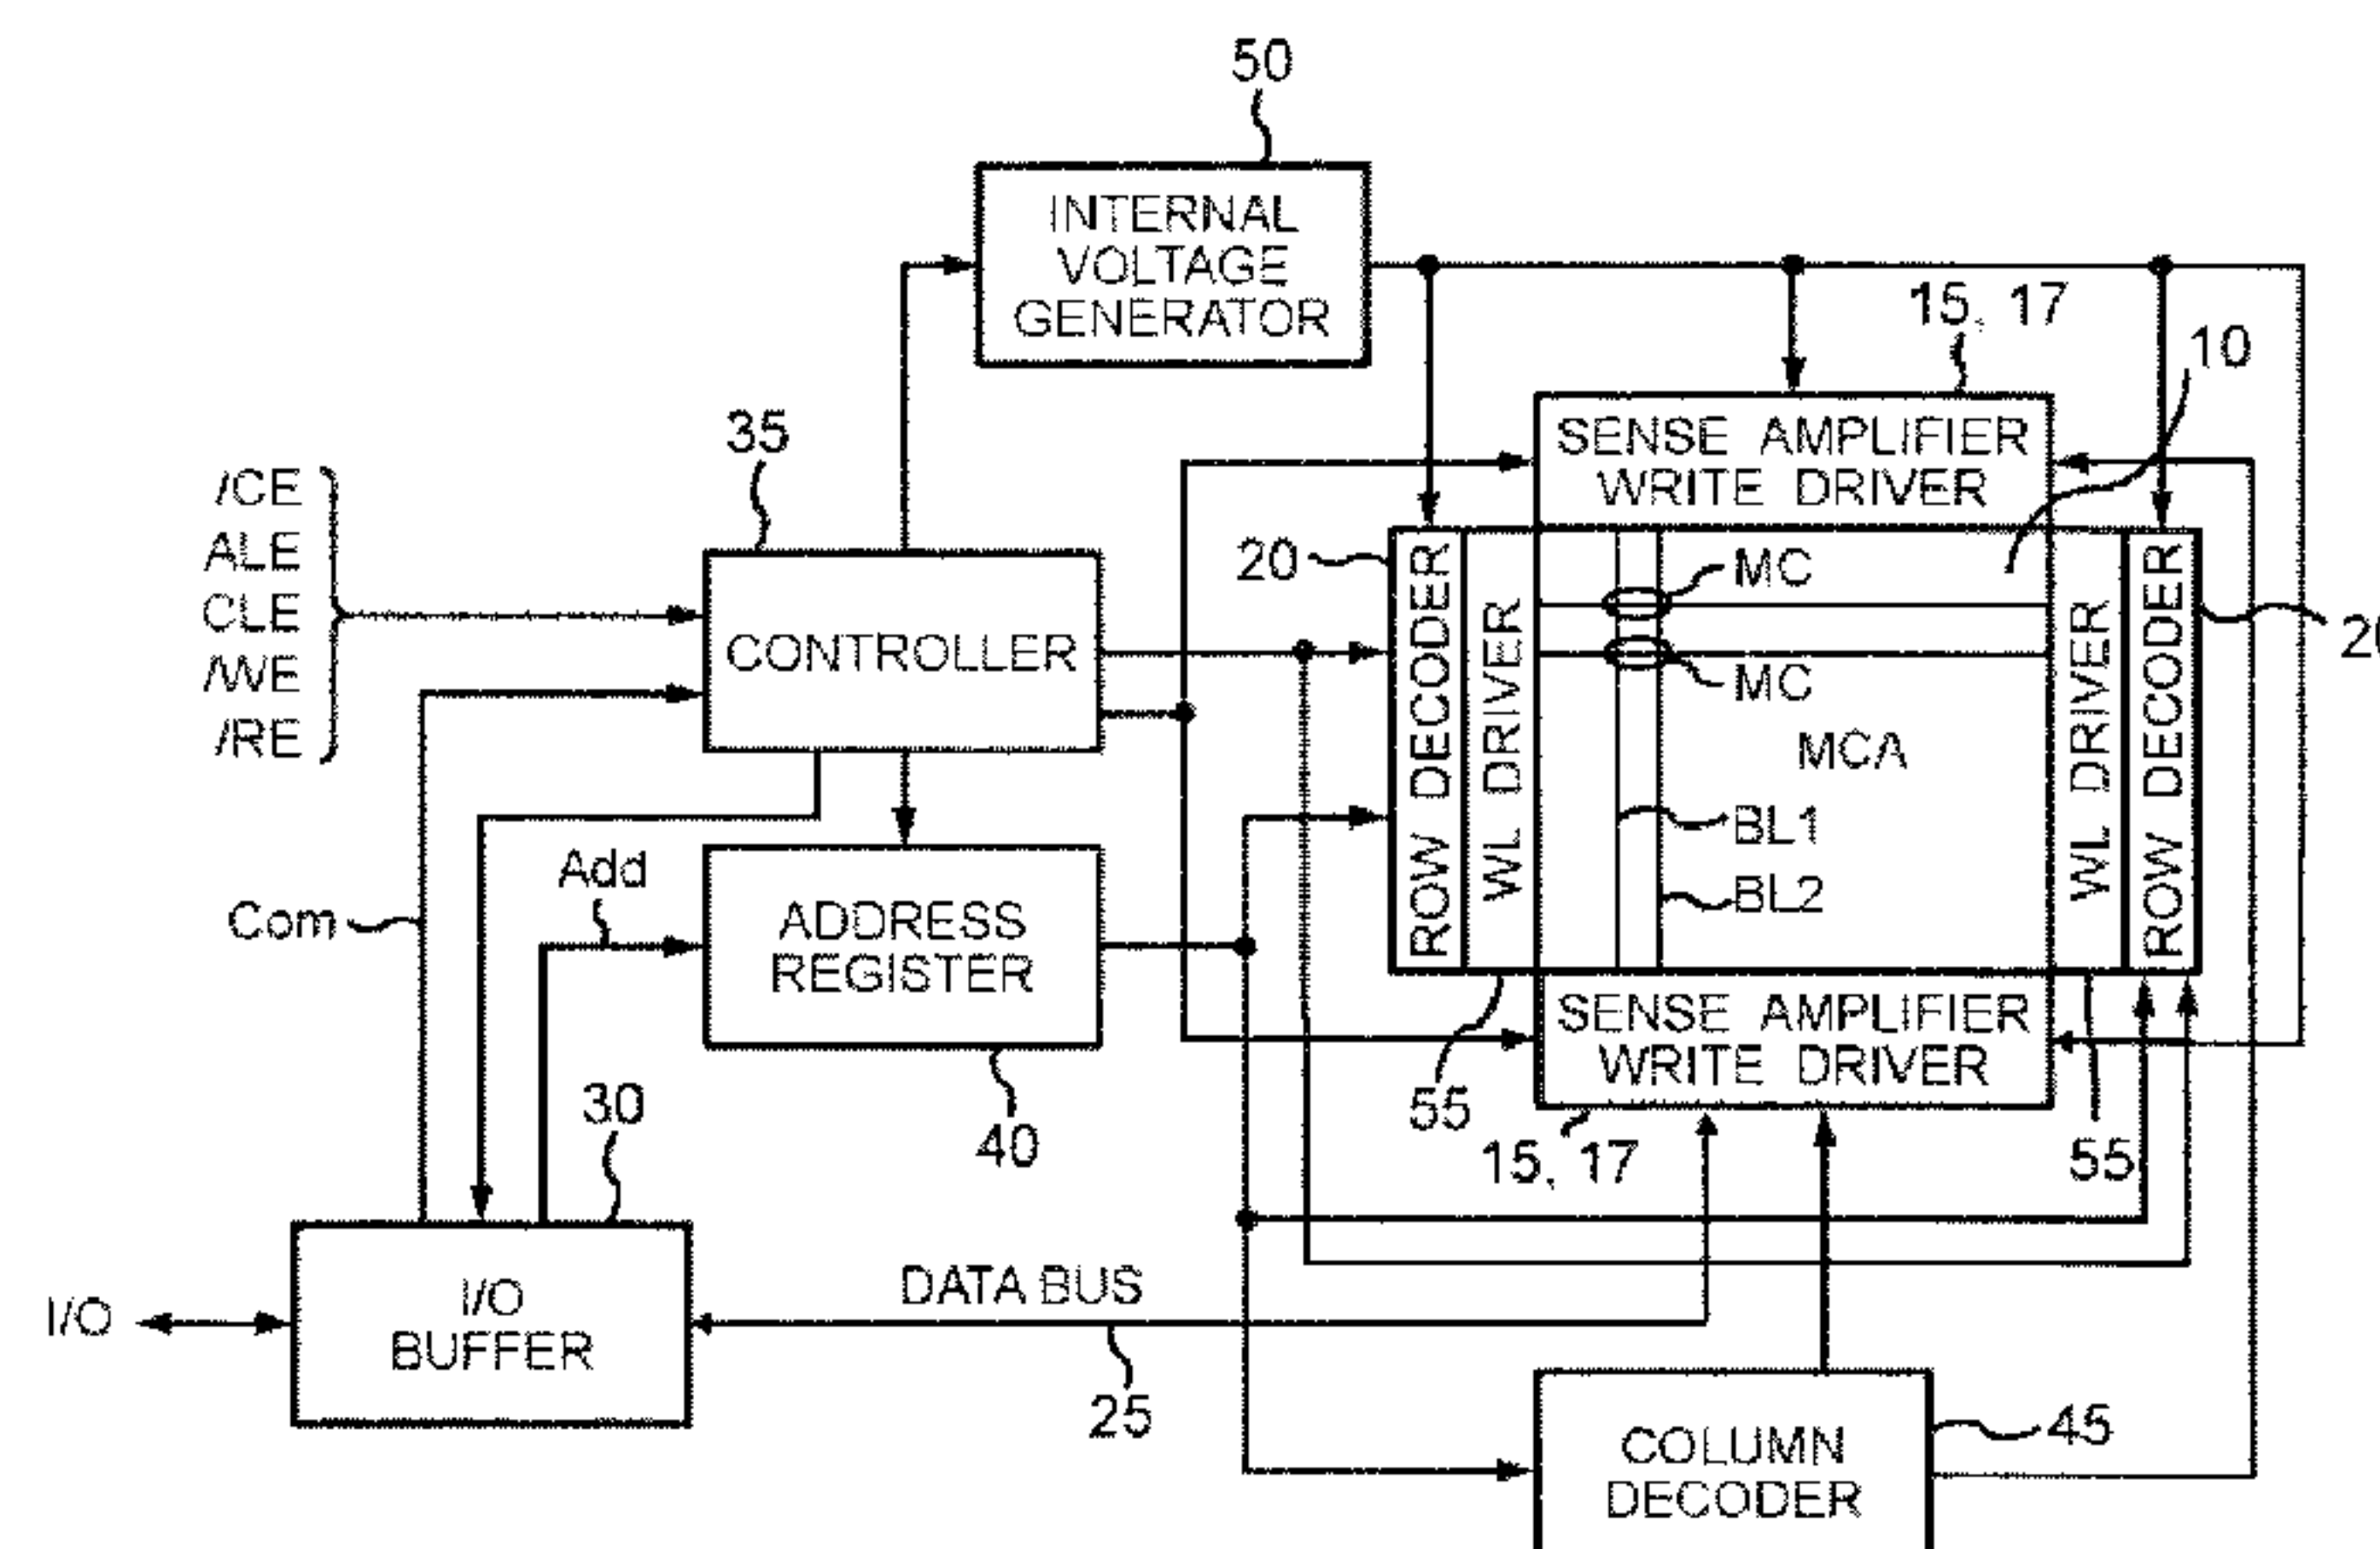 50
INTERNAL
VOLTAGE
GENERATOR
15, 17
10
35
/CE
ALE
CLE
/WE
/RE
SENSE AMPLIFIER
WRITE DRIVER
CONTROLLER
20
ROW DECODER
WL DRIVER
MC
MC
MCA
BL1
BL2
WL DRIVER
ROW DECODER
20
Com
Add
ADDRESS
REGISTER
40
SENSE AMPLIFIER
WRITE DRIVER
55
15, 17
55
30
I/O
I/O
BUFFER
DATA BUS
25
COLUMN
DECODER
45